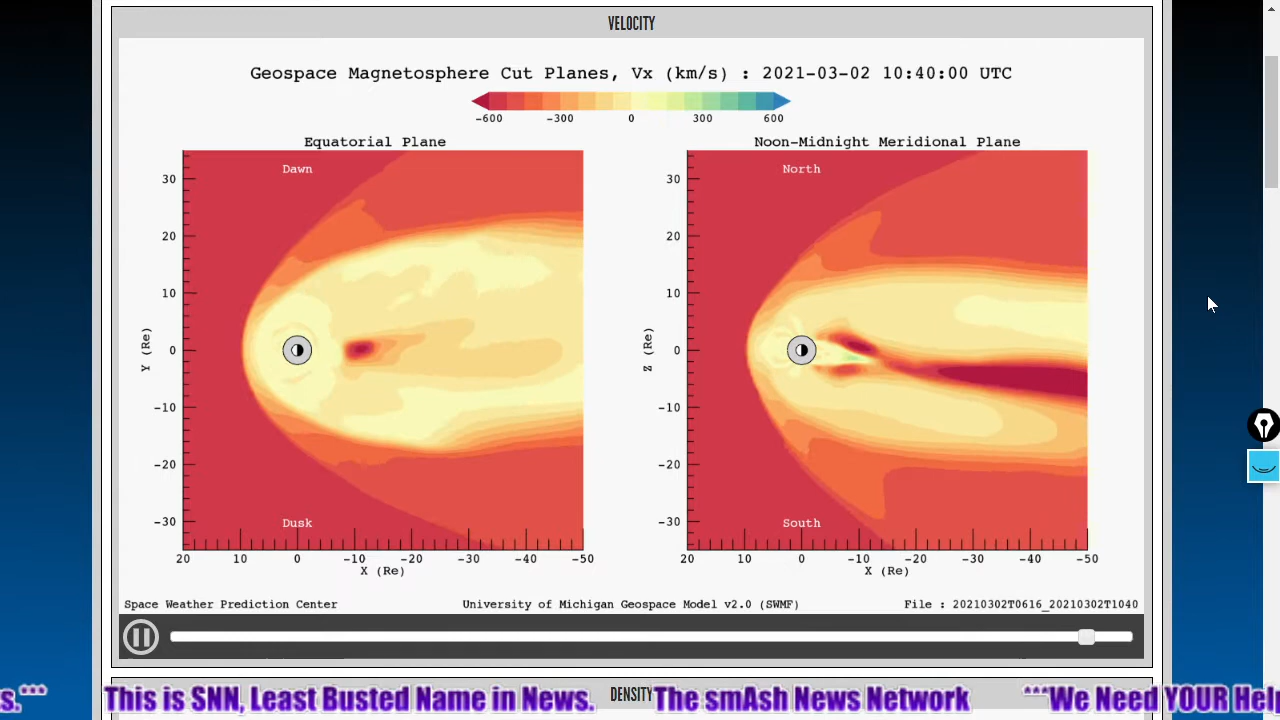 VELOCITY
Geospace Magnetosphere Cut Planes, Vx (km/s) : 2021-03-02 10:40:00 UTC
-600 -300 0 300 600
Equatorial Plane
Noon-Midnight Meridional Plane
Dawn
30
20
10
0
-10
-20
-30
Y (Re)
Dusk
20 10 0 -10 -20 -30 -40 -50
X (Re)
North
30
20
10
0
-10
-20
-30
Z (Re)
South
20 10 0 -10 -20 -30 -40 -50
X (Re)
Space Weather Prediction Center
University of Michigan Geospace Model v2.0 (SWMF)
File : 20210302T0616_20210302T1040
DENSITY
s.*** This is SNN, Least Busted Name in News. The smAsh News Network ***We Need YOUR Help